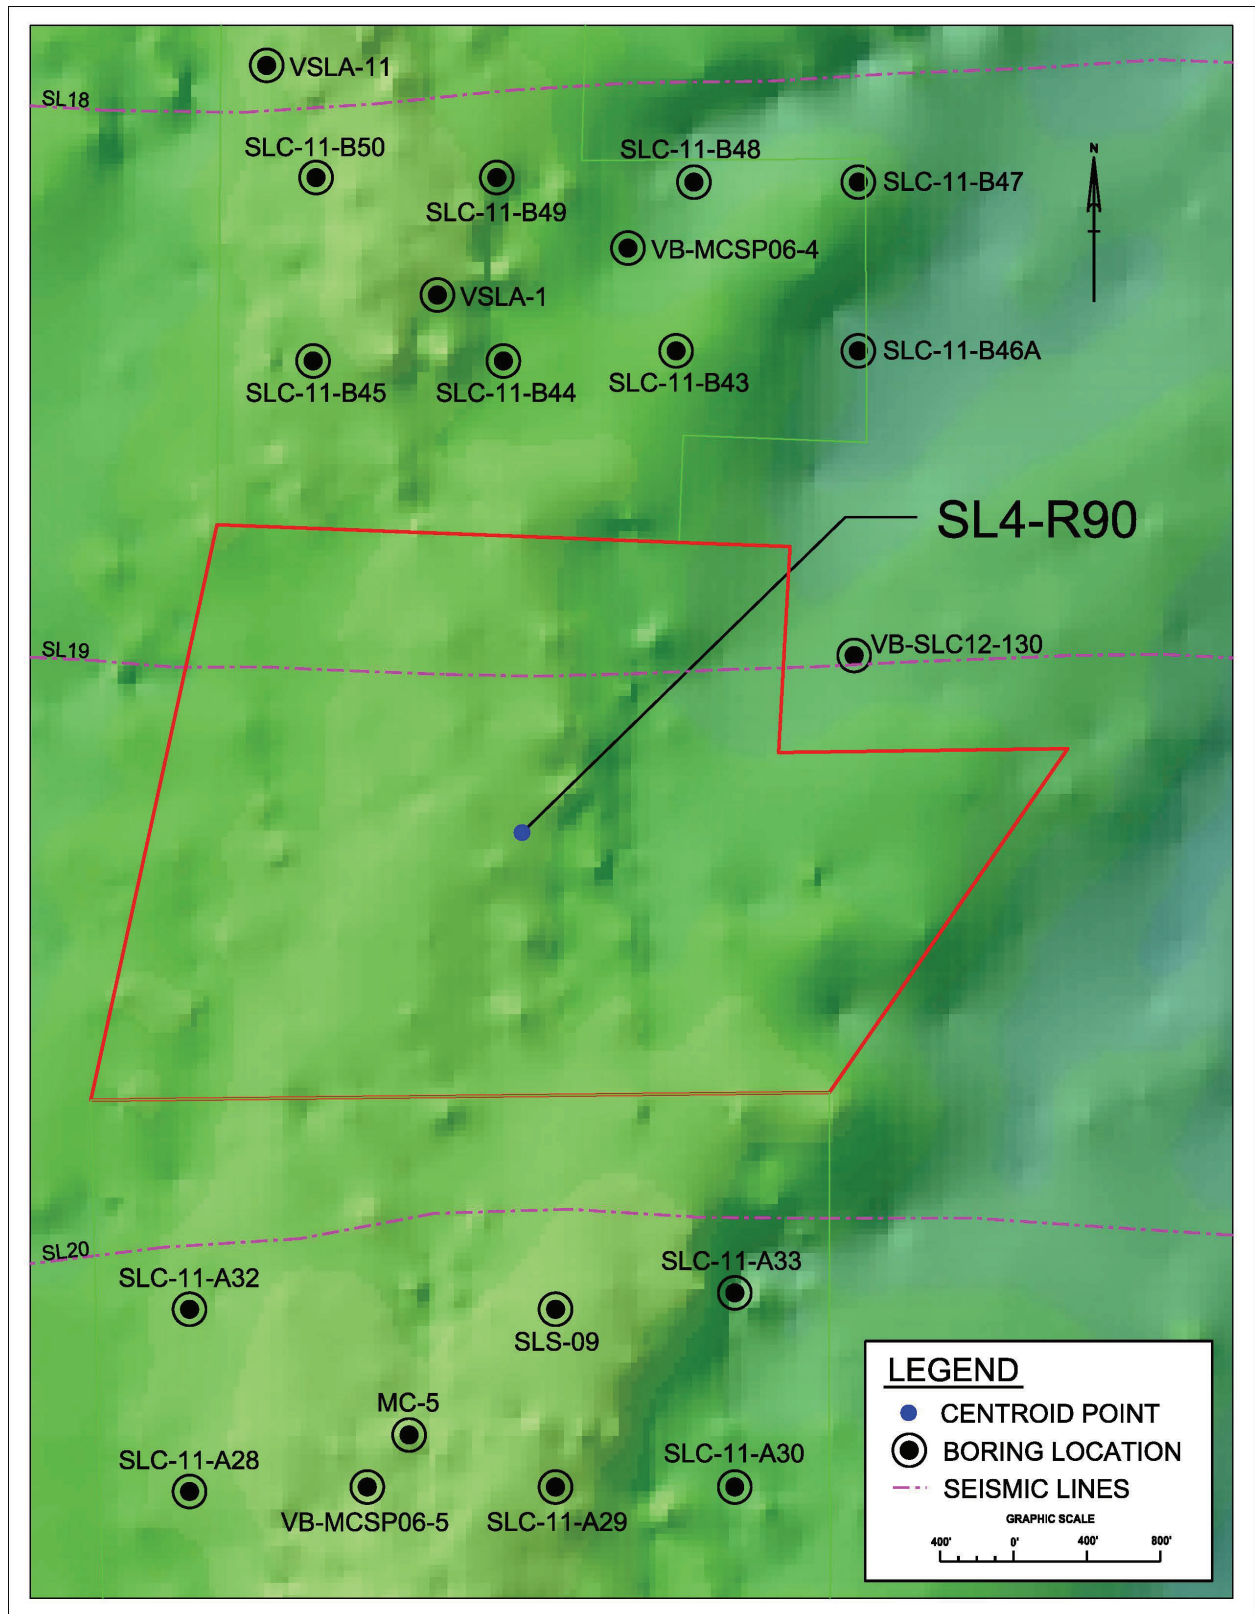 VSLA-11
SL18
SLC-11-B50
SLC-11-B48
N
SLC-11-B47
SLC-11-B49
VB-MCSP06-4
VSLA-1
SLC-11-B46A
SLC-11-B45
SLC-11-B44
SLC-11-B43
SL4-R90
SL19
VB-SLC12-130
SL20
SLC-11-A32
SLC-11-A33
SLS-09
MC-5
SLC-11-A28
SLC-11-A30
VB-MCSP06-5
SLC-11-A29
LEGEND
CENTROID POINT
BORING LOCATION
SEISMIC LINES
GRAPHIC SCALE
400' 0' 400' 800'